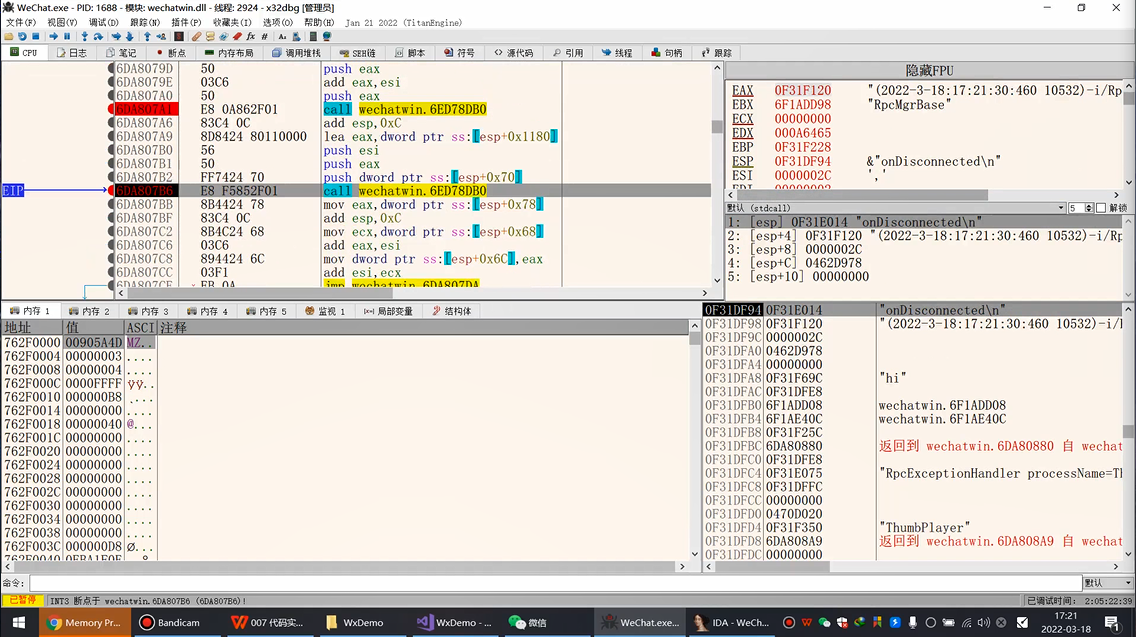 WeChat.exe - PID: 1688 - 模块: wechatwin.dll - 线程: 2924 - x32dbg [管理员]
文件(F) 视图(V) 调试(D) 跟踪(N) 插件(P) 收藏夹(I) 选项(O) 帮助(H) Jan 21 2022 (TitanEngine)
CPU 日志 笔记 断点 内存布局 调用堆栈 SEH链 脚本 符号 源代码 引用 线程 句柄 跟踪
6DA8079D 50 push eax
6DA8079E 03C6 add eax,esi
6DA807A0 50 push eax
6DA807A1 E8 0A862F01 call wechatwin.6ED78DB0
6DA807A6 83C4 0C add esp,0xC
6DA807A9 8D8424 80110000 lea eax,dword ptr ss:[esp+0x1180]
6DA807B0 56 push esi
6DA807B1 50 push eax
6DA807B2 FF7424 70 push dword ptr ss:[esp+0x70]
EIP 6DA807B6 E8 F5852F01 call wechatwin.6ED78DB0
6DA807BB 8B4424 78 mov eax,dword ptr ss:[esp+0x78]
6DA807BF 83C4 0C add esp,0xC
6DA807C2 8B4C24 68 mov ecx,dword ptr ss:[esp+0x68]
6DA807C6 03C6 add eax,esi
6DA807C8 894424 6C mov dword ptr ss:[esp+0x6C],eax
6DA807CC 03F1 add esi,ecx
6DA807CE EB 0A jmp wechatwin.6DA807DA
隐藏FPU
EAX 0F31F120 "(2022-3-18:17:21:30:460 10532)-i/Rp
EBX 6F1ADD98 "RpcMgrBase"
ECX 00000000
EDX 000A6465
EBP 0F31F228
ESP 0F31DF94 &"onDisconnected\n"
ESI 0000002C ','
EDI
默认 (stdcall) 5 解锁
1: [esp] 0F31E014 "onDisconnected\n"
2: [esp+4] 0F31F120 "(2022-3-18:17:21:30:460 10532)-i/Rp
3: [esp+8] 0000002C
4: [esp+C] 0462D978
5: [esp+10] 00000000
内存 1 内存 2 内存 3 内存 4 内存 5 监视 1 局部变量 结构体
地址 值 ASCI 注释
762F0000 00905A4D MZ..
762F0004 00000003 ....
762F0008 00000004 ....
762F000C 0000FFFF ÿÿ..
762F0010 000000B8 ¸...
762F0014 00000000 ....
762F0018 00000040 @...
762F001C 00000000 ....
762F0020 00000000 ....
762F0024 00000000 ....
762F0028 00000000 ....
762F002C 00000000 ....
762F0030 00000000 ....
762F0034 00000000 ....
762F0038 00000000 ....
762F003C 000000D8 Ø...
762F0040 0EBA1F0E
0F31DF94 0F31E014 "onDisconnected\n"
0F31DF98 0F31F120 "(2022-3-18:17:21:30:460 10532)-i/R
0F31DF9C 0000002C
0F31DFA0 0462D978
0F31DFA4 00000000
0F31DFA8 0F31F69C "hi"
0F31DFAC 0F31DFE8
0F31DFB0 6F1ADD08 wechatwin.6F1ADD08
0F31DFB4 6F1AE40C wechatwin.6F1AE40C
0F31DFB8 0F31F25C
0F31DFBC 6DA80880 返回到 wechatwin.6DA80880 自 wechat
0F31DFC0 0F31DFE8
0F31DFC4 0F31E075 "RpcExceptionHandler processName=Th
0F31DFC8 0F31DFFC
0F31DFCC 00000000
0F31DFD0 0470D020
0F31DFD4 0F31F350 "ThumbPlayer"
0F31DFD8 6DA808A9 返回到 wechatwin.6DA808A9 自 wechat
0F31DFDC 00000000
命令: 默认
已暂停 INT3 断点于 wechatwin.6DA807B6 (6DA807B6)! 已调试时间: 2:05:22:39
Memory Pr... Bandicam 007 代码实... WxDemo WxDemo - ... 微信 WeChat.exe... IDA - WeCh... 17:21
2022-03-18